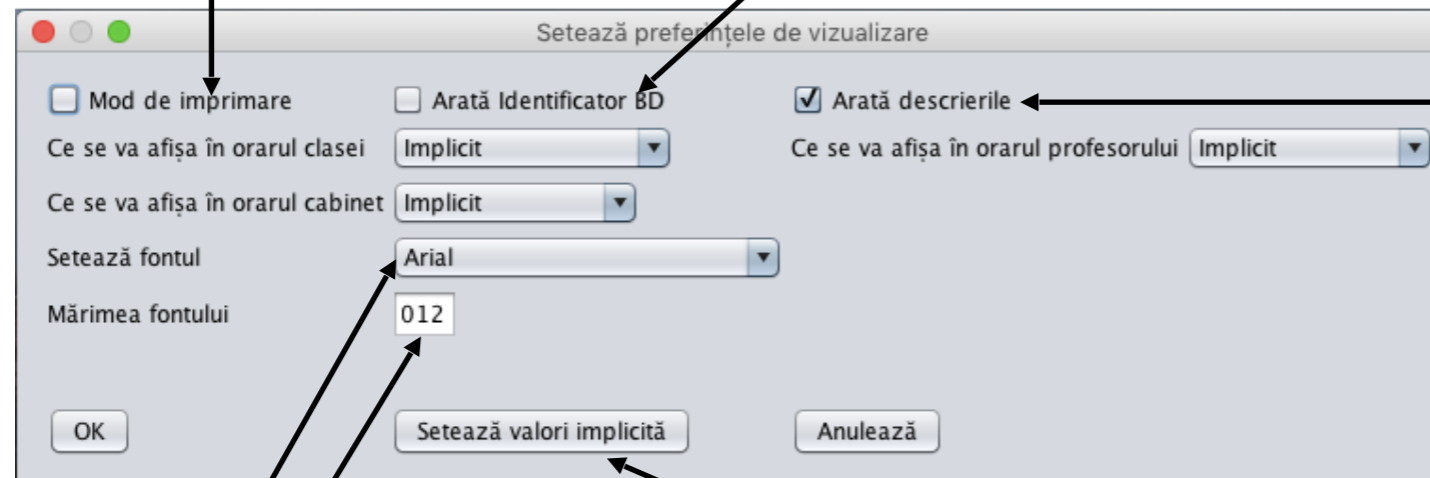 Setează preferințele de vizualizare
Mod de imprimare Arată Identificator BD Arată descrierile
Ce se va afișa în orarul clasei Implicit Ce se va afișa în orarul profesorului Implicit
Ce se va afișa în orarul cabinet Implicit
Setează fontul Arial
Mărimea fontului 012
OK Setează valori implicită Anulează